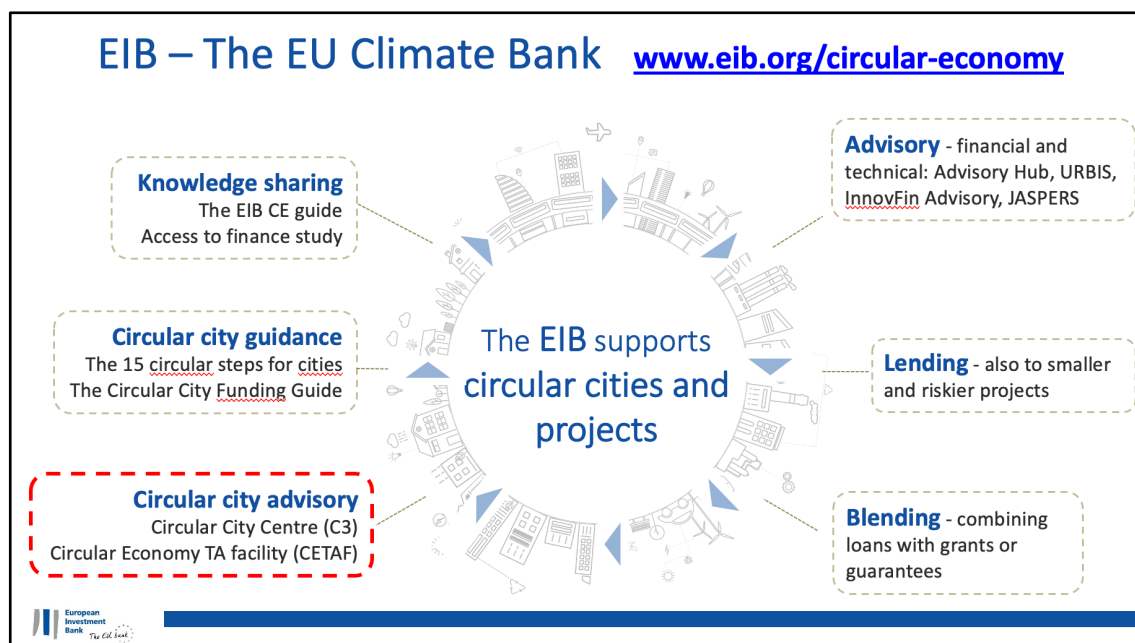 EIB – The EU Climate Bank www.eib.org/circular-economy
Knowledge sharing
The EIB CE guide
Access to finance study
Circular city guidance
The 15 circular steps for cities
The Circular City Funding Guide
Circular city advisory
Circular City Centre (C3)
Circular Economy TA facility (CETAF)
The EIB supports
circular cities and
projects
Advisory - financial and
technical: Advisory Hub, URBIS,
InnovFin Advisory, JASPERS
Lending - also to smaller
and riskier projects
Blending - combining
loans with grants or
guarantees
European
Investment
Bank
The EU bank